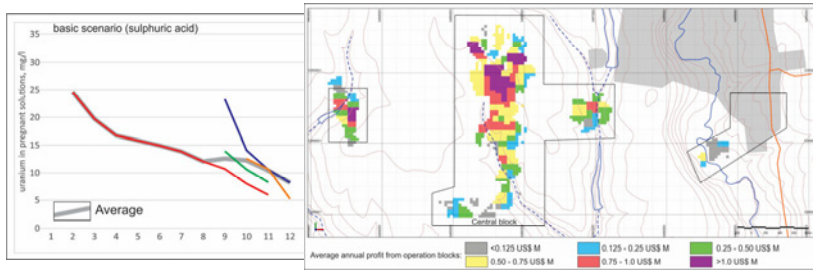 basic scenario (sulphuric acid)
uranium in pregnant solutions, mg/l
35
30
25
20
15
10
5
0
Average
1 2 3 4 5 6 7 8 9 10 11 12
Central block
Average annual profit from operation blocks:
<0.125 US$ M
0.125 - 0.25 US$ M
0.25 - 0.50 US$ M
0.50 - 0.75 US$ M
0.75 - 1.0 US$ M
>1.0 US$ M